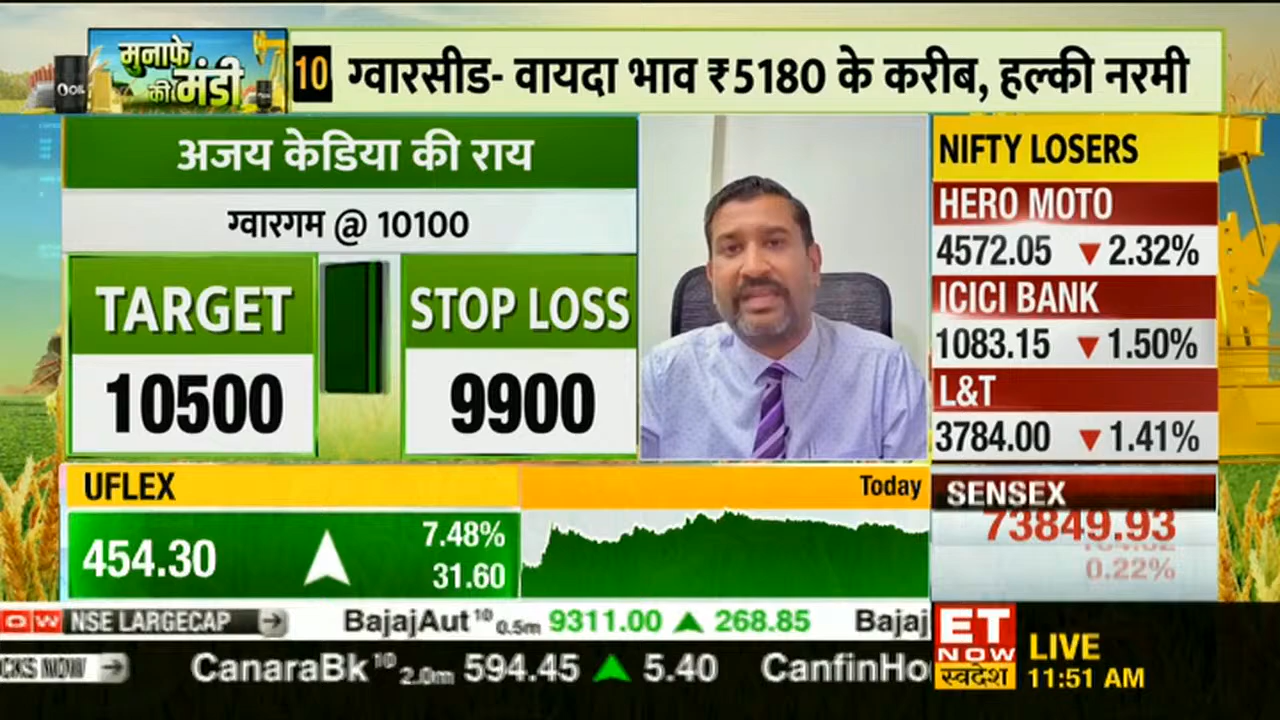 मुनाफे
की मंडी
OIL
10 ग्वारसीड- वायदा भाव ₹5180 के करीब, हल्की नरमी
अजय केडिया की राय
ग्वारगम @ 10100
TARGET
10500
STOP LOSS
9900
NIFTY LOSERS
HERO MOTO
4572.05 ▼ 2.32%
ICICI BANK
1083.15 ▼ 1.50%
L&T
3784.00 ▼ 1.41%
UFLEX
Today
454.30
7.48%
31.60
SENSEX
73849.93
0.22%
OW NSE LARGECAP
BajajAut 10 0.5m 9311.00 ▲ 268.85 Bajaj
CanaraBk 10 2.0m 594.45 ▲ 5.40 CanfinHo
ET
NOW
स्वदेश
LIVE
11:51 AM